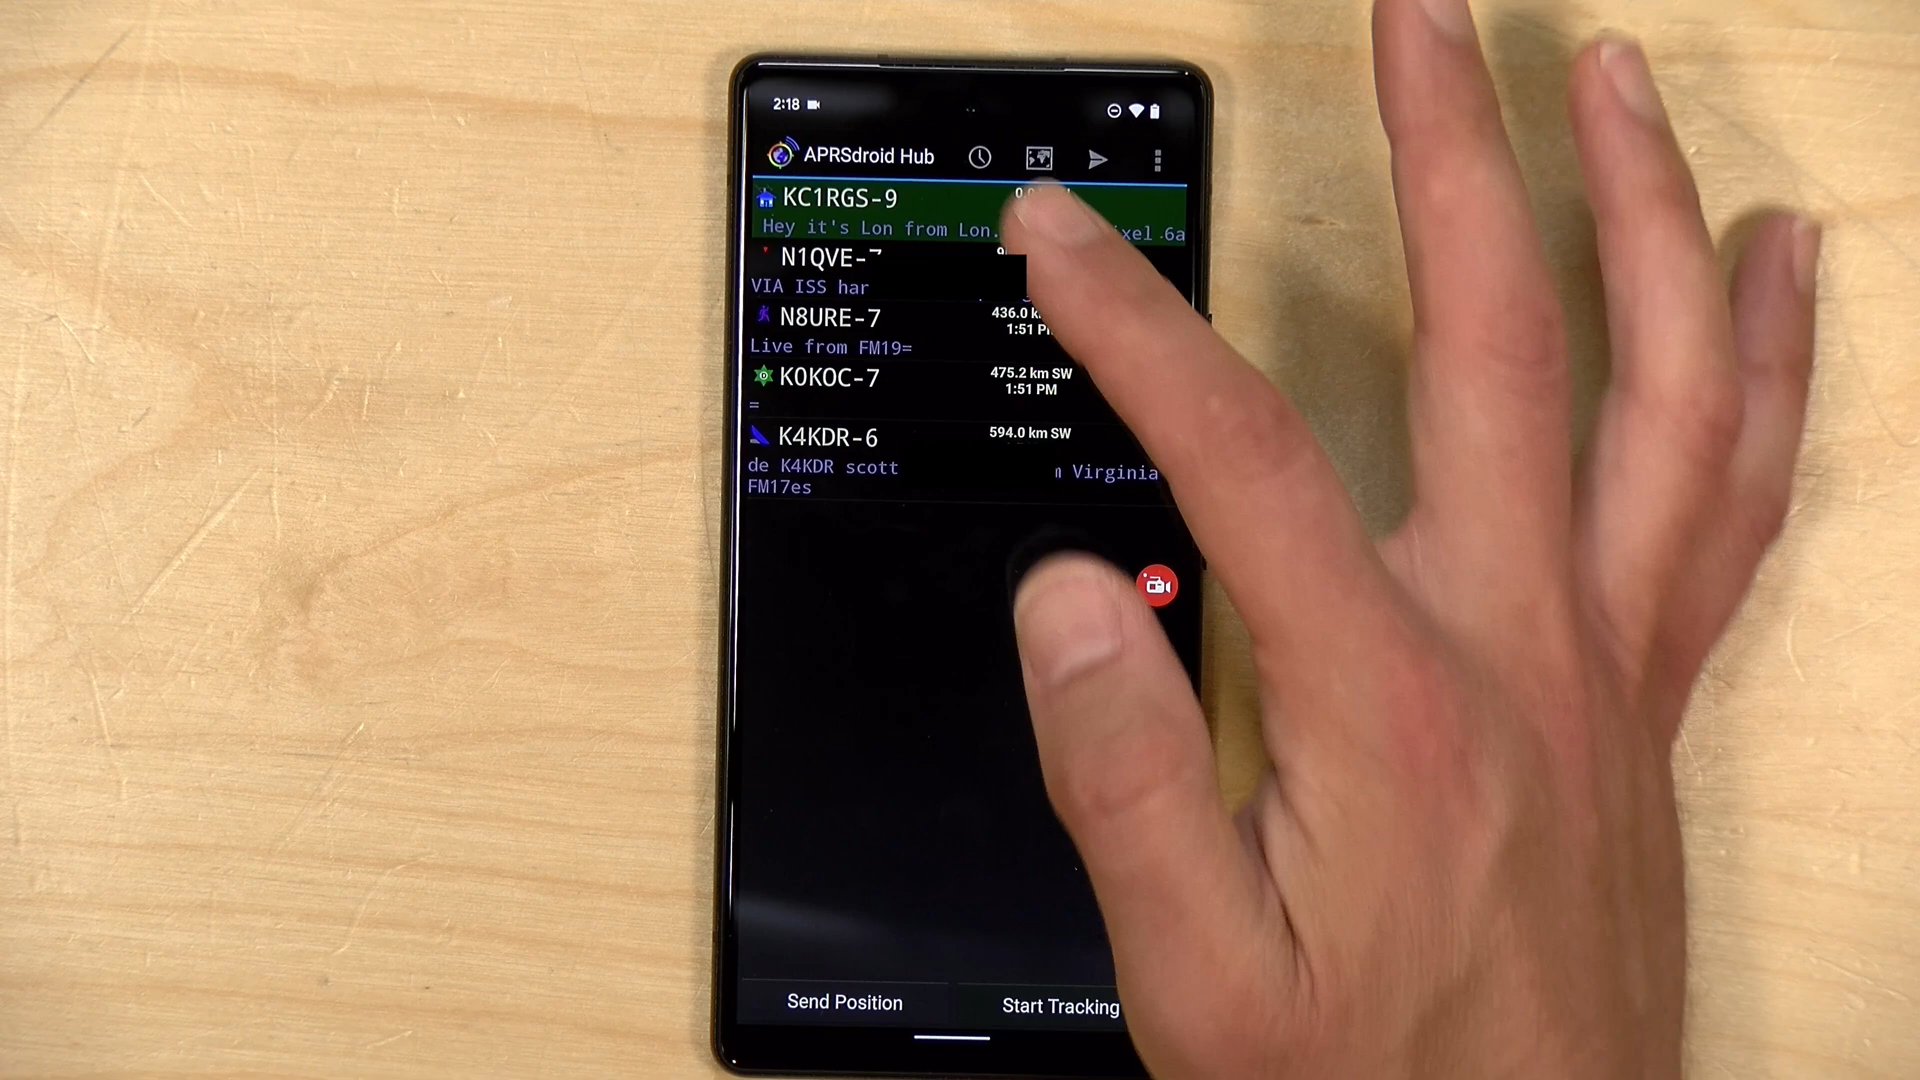 2:18
APRSdroid Hub
KC1RGS-9
Hey it's Lon from Lon. 6a
N1QVE-7
VIA ISS har
N8URE-7 436.0
1:51
Live from FM19=
K0KOC-7 475.2 km SW
1:51 PM
=
K4KDR-6 594.0 km SW
de K4KDR scott Virginia
FM17es
Send Position Start Tracking